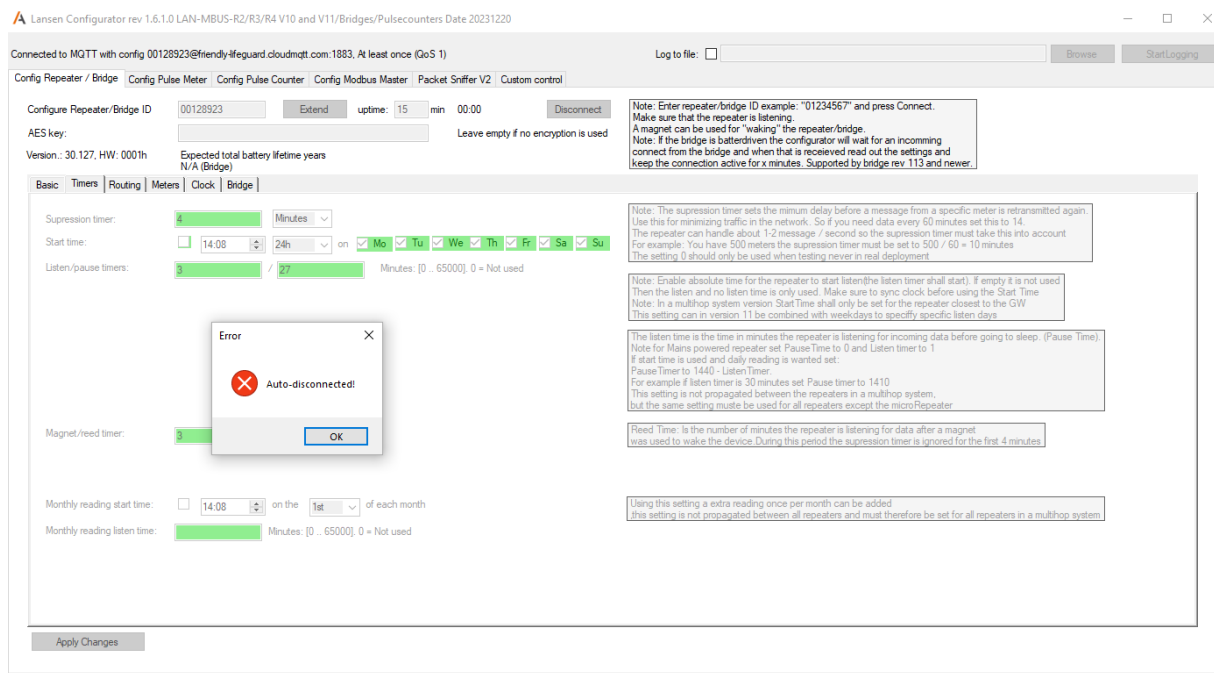 Lansen Configurator rev 1.6.1.0 LAN-MBUS-R2/R3/R4 V10 and V11/Bridges/Pulsecounters Date 20231220
Connected to MQTT with config 00128923@friendly-lifeguard.cloudmqtt.com:1883, At least once (QoS 1)
Log to file:
Browse
StartLogging
Config Repeater / Bridge
Config Pulse Meter
Config Pulse Counter
Config Modbus Master
Packet Sniffer V2
Custom control
Configure Repeater/Bridge ID
00128923
Extend
uptime:
15
min
00:00
Disconnect
AES key:
Leave empty if no encryption is used
Version.: 30.127, HW: 0001h
Expected total battery lifetime years
N/A (Bridge)
Note: Enter repeater/bridge ID example: "01234567" and press Connect.
Make sure that the repeater is listening.
A magnet can be used for "waking" the repeater/bridge.
Note: If the bridge is batterdriven the configurator will wait for an incomming
connect from the bridge and when that is receieved read out the settings and
keep the connection active for x minutes. Supported by bridge rev 113 and newer.
Basic
Timers
Routing
Meters
Clock
Bridge
Supression timer:
4
Minutes
Start time:
14:08
24h
on
Mo
Tu
We
Th
Fr
Sa
Su
Listen/pause timers:
3
/
27
Minutes: [0 .. 65000]. 0 = Not used
Note: The supression timer sets the mimum delay before a message from a specific meter is retransmitted again.
Use this for minimizing traffic in the network. So if you need data every 60 minutes set this to 14.
The repeater can handle about 1-2 message / second so the supression timer must take this into account
For example: You have 500 meters the supression timer must be set to 500 / 60 = 10 minutes
The setting 0 should only be used when testing never in real deployment
Note: Enable absolute time for the repeater to start listen(the listen timer shall start). If empty it is not used
Then the listen and no listen time is only used. Make sure to sync clock before using the Start Time
Note: In a multihop system version StartTime shall only be set for the repeater closest to the GW
This setting can in version 11 be combined with weekdays to speciffy specific listen days
The listen time is the time in minutes the repeater is listening for incoming data before going to sleep. (Pause Time).
Note for Mains powered repeater set PauseTime to 0 and Listen timer to 1
If start time is used and daily reading is wanted set:
PauseTimer to 1440 - ListenTimer.
For example if listen timer is 30 minutes set Pause timer to 1410
This setting is not propagated between the repeaters in a multihop system,
but the same setting muste be used for all repeaters except the microRepeater
Error
Auto-disconnected!
OK
Magnet/reed timer:
3
Reed Time: Is the number of minutes the repeater is listening for data after a magnet
was used to wake the device.During this period the supression timer is ignored for the first 4 minutes
Monthly reading start time:
14:08
on the
1st
of each month
Monthly reading listen time:
Minutes: [0 .. 65000]. 0 = Not used
Using this setting a extra reading once per month can be added
,this setting is not propagated between all repeaters and must therefore be set for all repeaters in a multihop system
Apply Changes